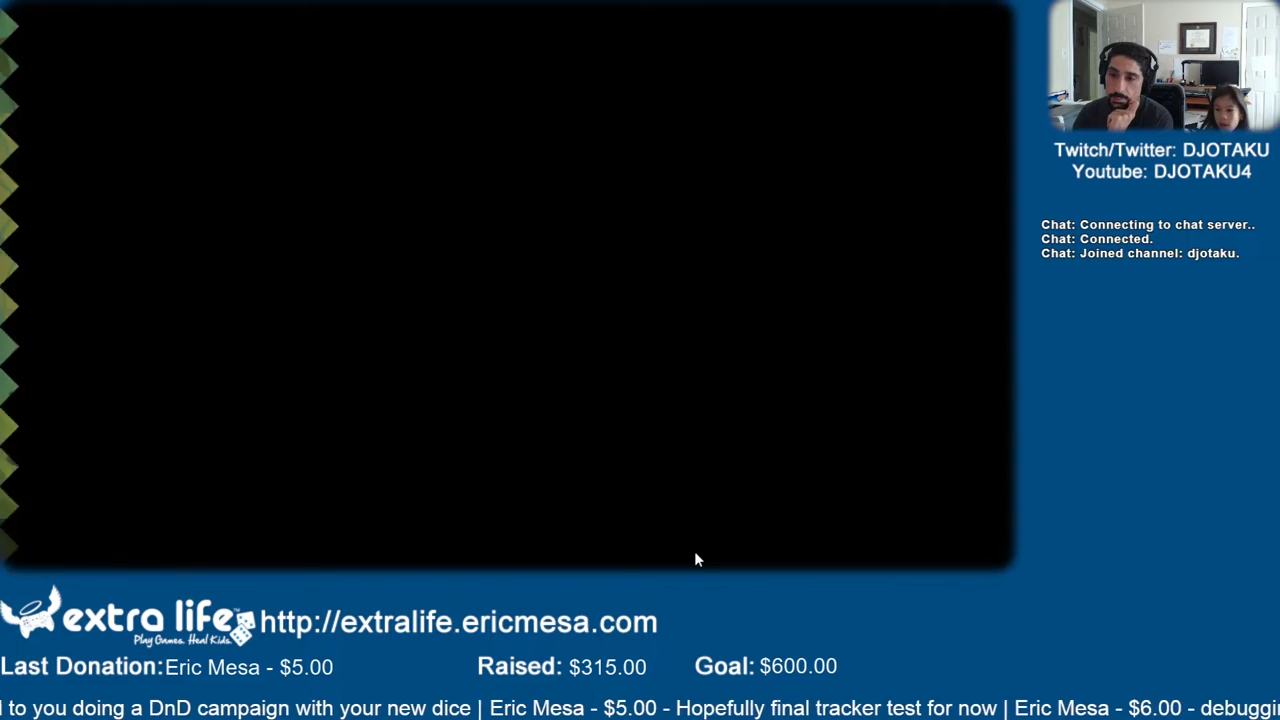 Twitch/Twitter: DJOTAKU
Youtube: DJOTAKU4
Chat: Connecting to chat server..
Chat: Connected.
Chat: Joined channel: djotaku.
extra life
Play Games. Heal Kids.
http://extralife.ericmesa.com
Last Donation: Eric Mesa - $5.00 Raised: $315.00 Goal: $600.00
to you doing a DnD campaign with your new dice | Eric Mesa - $5.00 - Hopefully final tracker test for now | Eric Mesa - $6.00 - debuggi